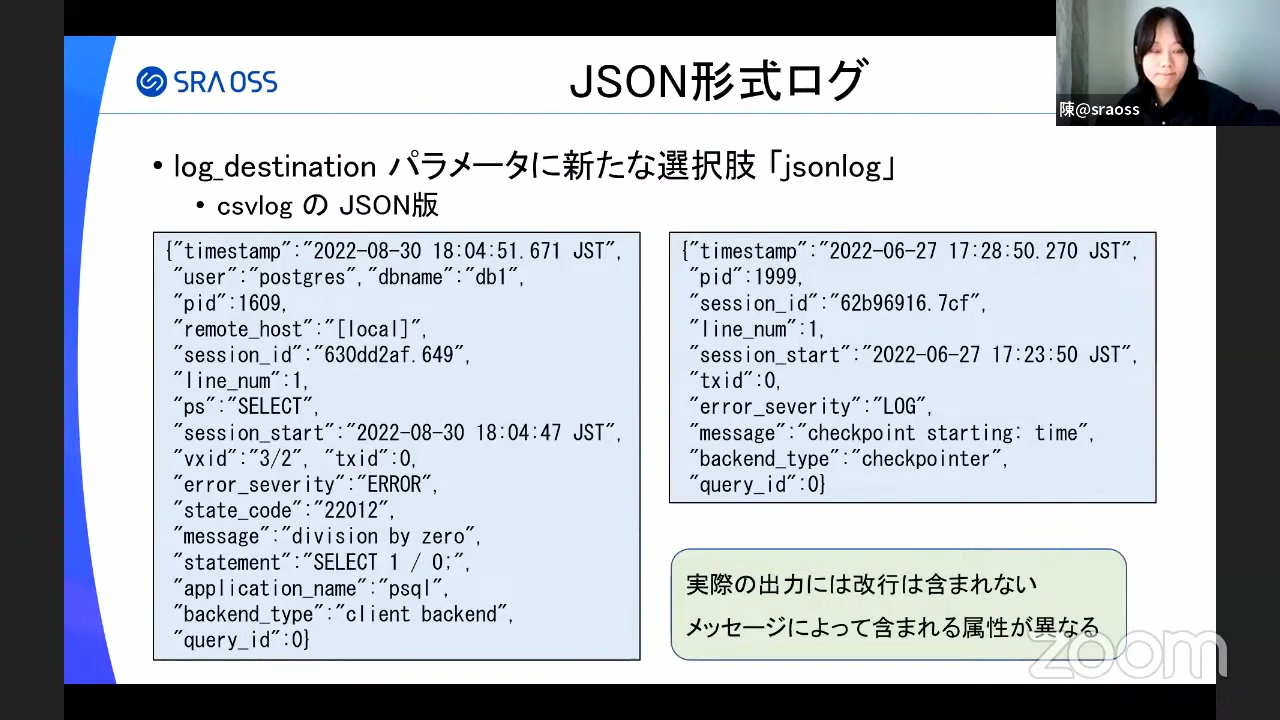 SRA OSS
JSON形式ログ
陳@sraoss
• log_destination パラメータに新たな選択肢「jsonlog」
• csvlog の JSON版
{"timestamp":"2022-08-30 18:04:51.671 JST",
"user":"postgres","dbname":"db1",
"pid":1609,
"remote_host":"[local]",
"session_id":"630dd2af.649",
"line_num":1,
"ps":"SELECT",
"session_start":"2022-08-30 18:04:47 JST",
"vxid":"3/2", "txid":0,
"error_severity":"ERROR",
"state_code":"22012",
"message":"division by zero",
"statement":"SELECT 1 / 0;",
"application_name":"psql",
"backend_type":"client backend",
"query_id":0}
{"timestamp":"2022-06-27 17:28:50.270 JST",
"pid":1999,
"session_id":"62b96916.7cf",
"line_num":1,
"session_start":"2022-06-27 17:23:50 JST",
"txid":0,
"error_severity":"LOG",
"message":"checkpoint starting: time",
"backend_type":"checkpointer",
"query_id":0}
実際の出力には改行は含まれない
メッセージによって含まれる属性が異なる
zoom